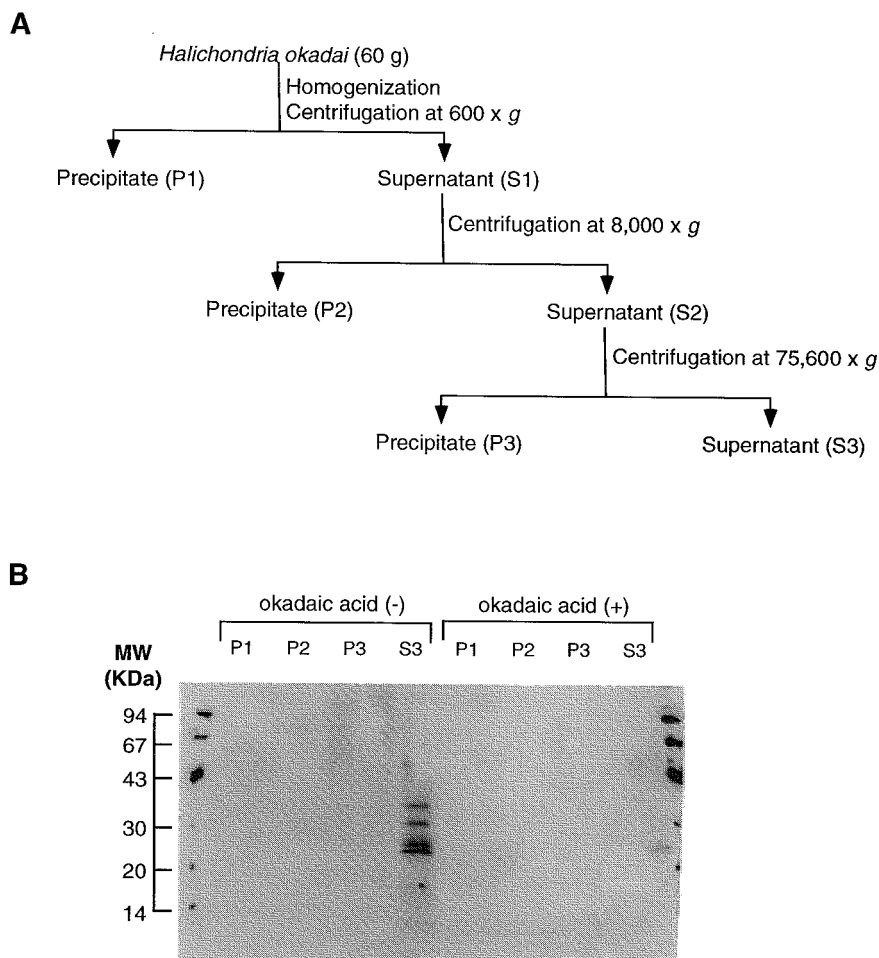 A
Halichondria okadai (60 g)
Homogenization
Centrifugation at 600 x g
Precipitate (P1)
Supernatant (S1)
Centrifugation at 8,000 x g
Precipitate (P2)
Supernatant (S2)
Centrifugation at 75,600 x g
Precipitate (P3)
Supernatant (S3)
B
okadaic acid (-)
okadaic acid (+)
P1 P2 P3 S3 P1 P2 P3 S3
MW
(KDa)
94
67
43
30
20
14